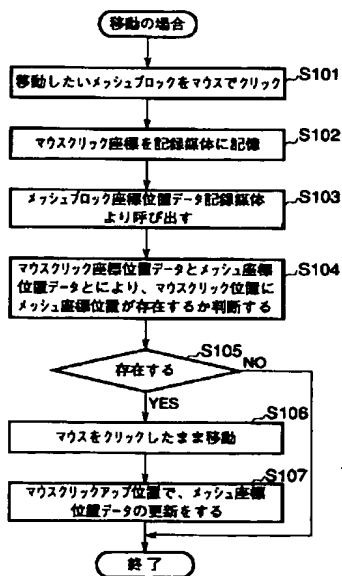 移動の場合
S101
移動したいメッシュブロックをマウスでクリック
S102
マウスクリック座標を記録媒体に記憶
S103
メッシュブロック座標位置データ記録媒体
より呼び出す
S104
マウスクリック座標位置データとメッシュ座標
位置データとにより、マウスクリック位置に
メッシュ座標位置が存在するか判断する
S105
存在する
NO
YES
S106
マウスをクリックしたまま移動
S107
マウスクリックアップ位置で、メッシュ座標
位置データの更新をする
終了